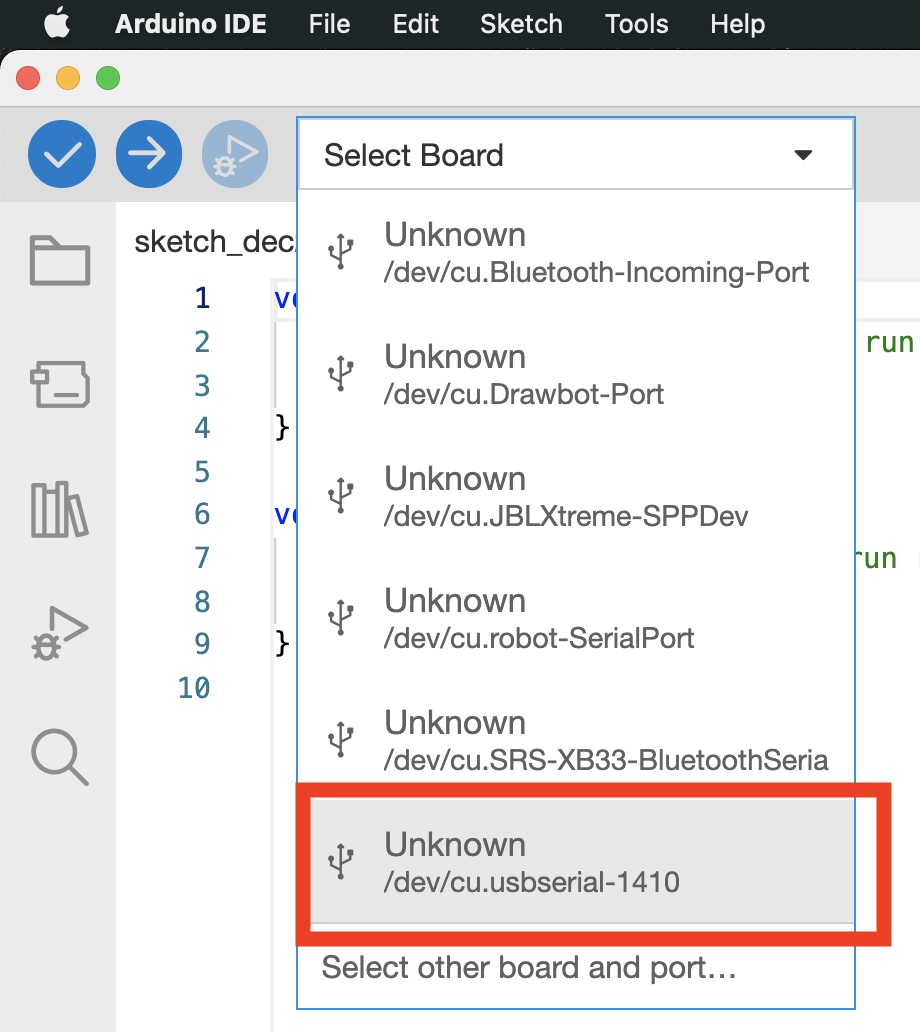 Arduino IDE File Edit Sketch Tools Help
Select Board
Unknown
/dev/cu.Bluetooth-Incoming-Port
Unknown
/dev/cu.Drawbot-Port
Unknown
/dev/cu.JBLXtreme-SPPDev
Unknown
/dev/cu.robot-SerialPort
Unknown
/dev/cu.SRS-XB33-BluetoothSeria
Unknown
/dev/cu.usbserial-1410
Select other board and port...
sketch_dec
1
2 run
3
4 }
5
6
7 run
8
9 }
10